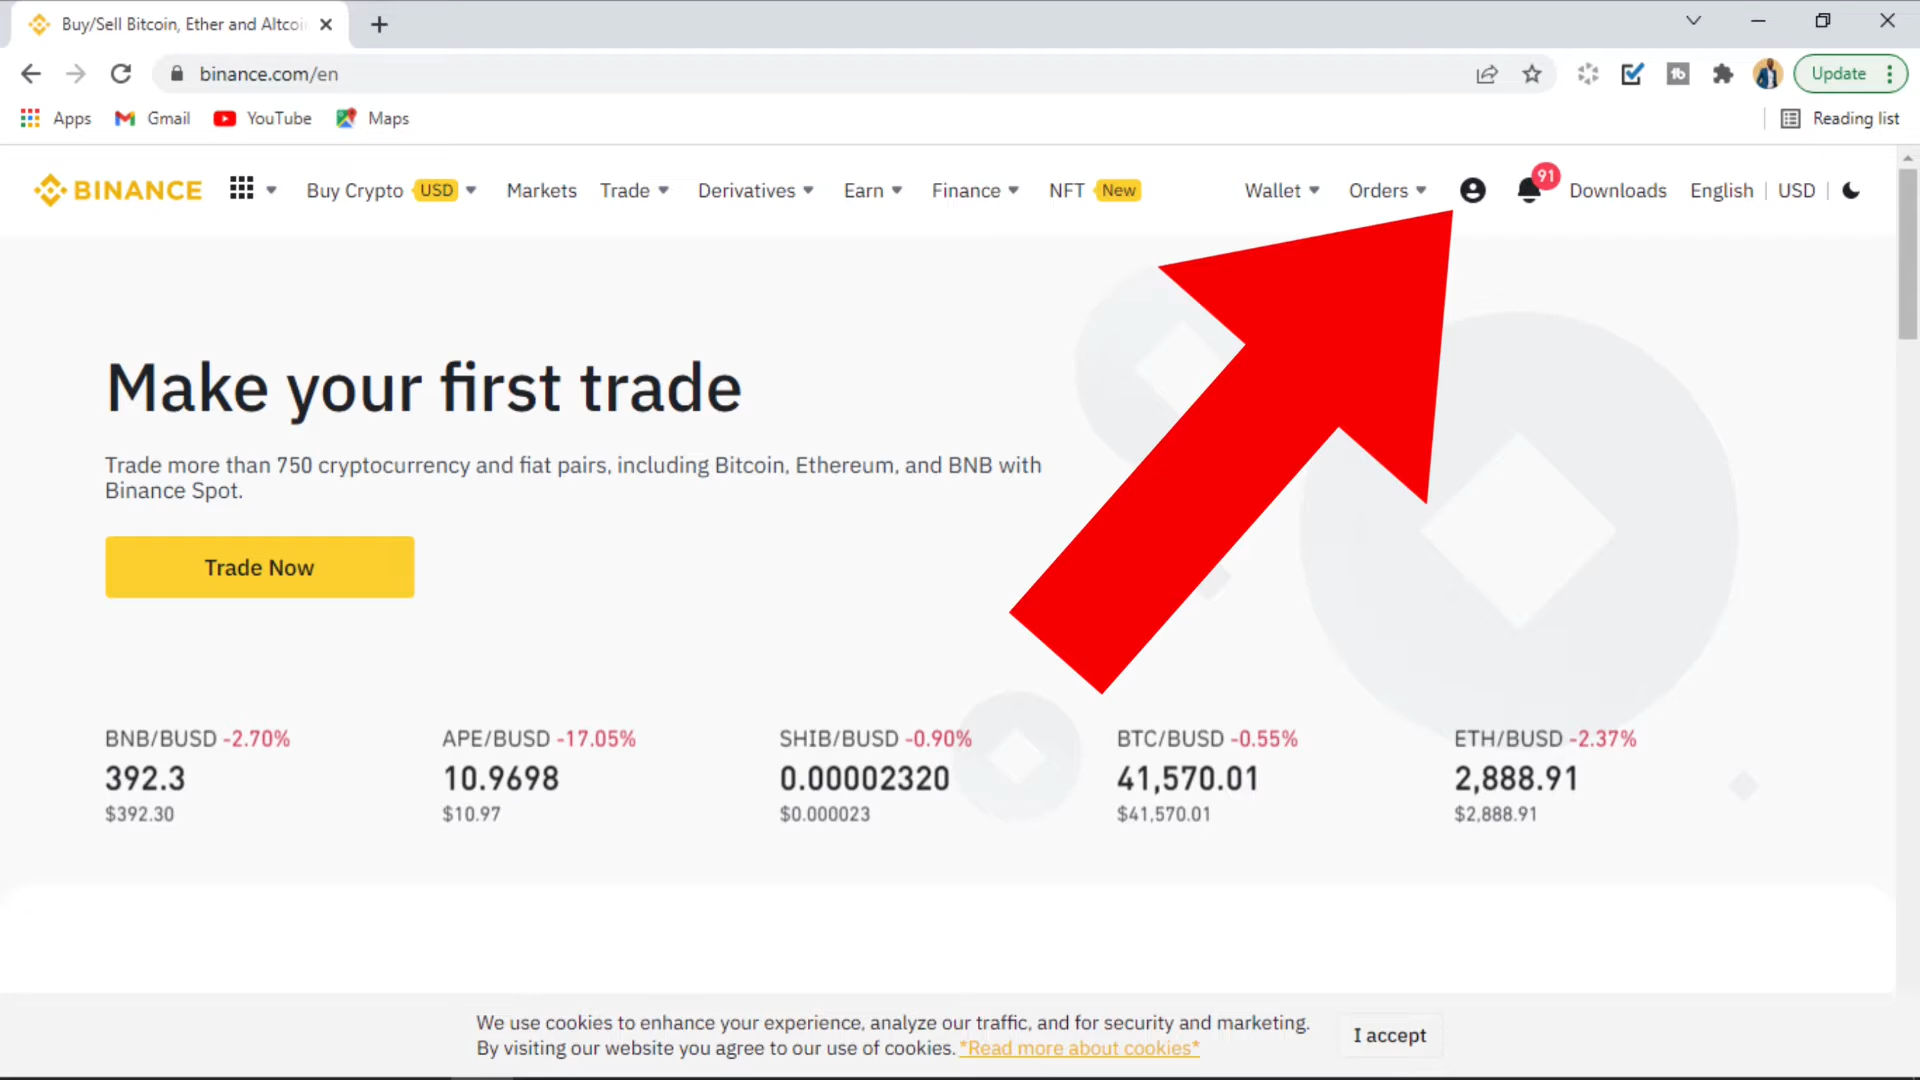 Buy/Sell Bitcoin, Ether and Altcoi
binance.com/en
Update
Apps Gmail YouTube Maps Reading list
BINANCE Buy Crypto USD Markets Trade Derivatives Earn Finance NFT New Wallet Orders 91 Downloads English | USD
Make your first trade
Trade more than 750 cryptocurrency and fiat pairs, including Bitcoin, Ethereum, and BNB with
Binance Spot.
Trade Now
BNB/BUSD -2.70% APE/BUSD -17.05% SHIB/BUSD -0.90% BTC/BUSD -0.55% ETH/BUSD -2.37%
392.3 10.9698 0.00002320 41,570.01 2,888.91
$392.30 $10.97 $0.000023 $41,570.01 $2,888.91
We use cookies to enhance your experience, analyze our traffic, and for security and marketing.
By visiting our website you agree to our use of cookies. *Read more about cookies*
I accept